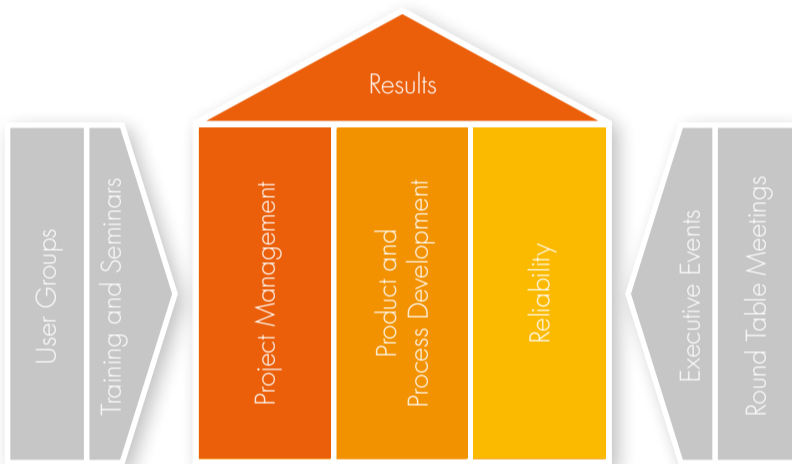 Results
User Groups
Training and Seminars
Project Management
Product and
Process Development
Reliability
Executive Events
Round Table Meetings